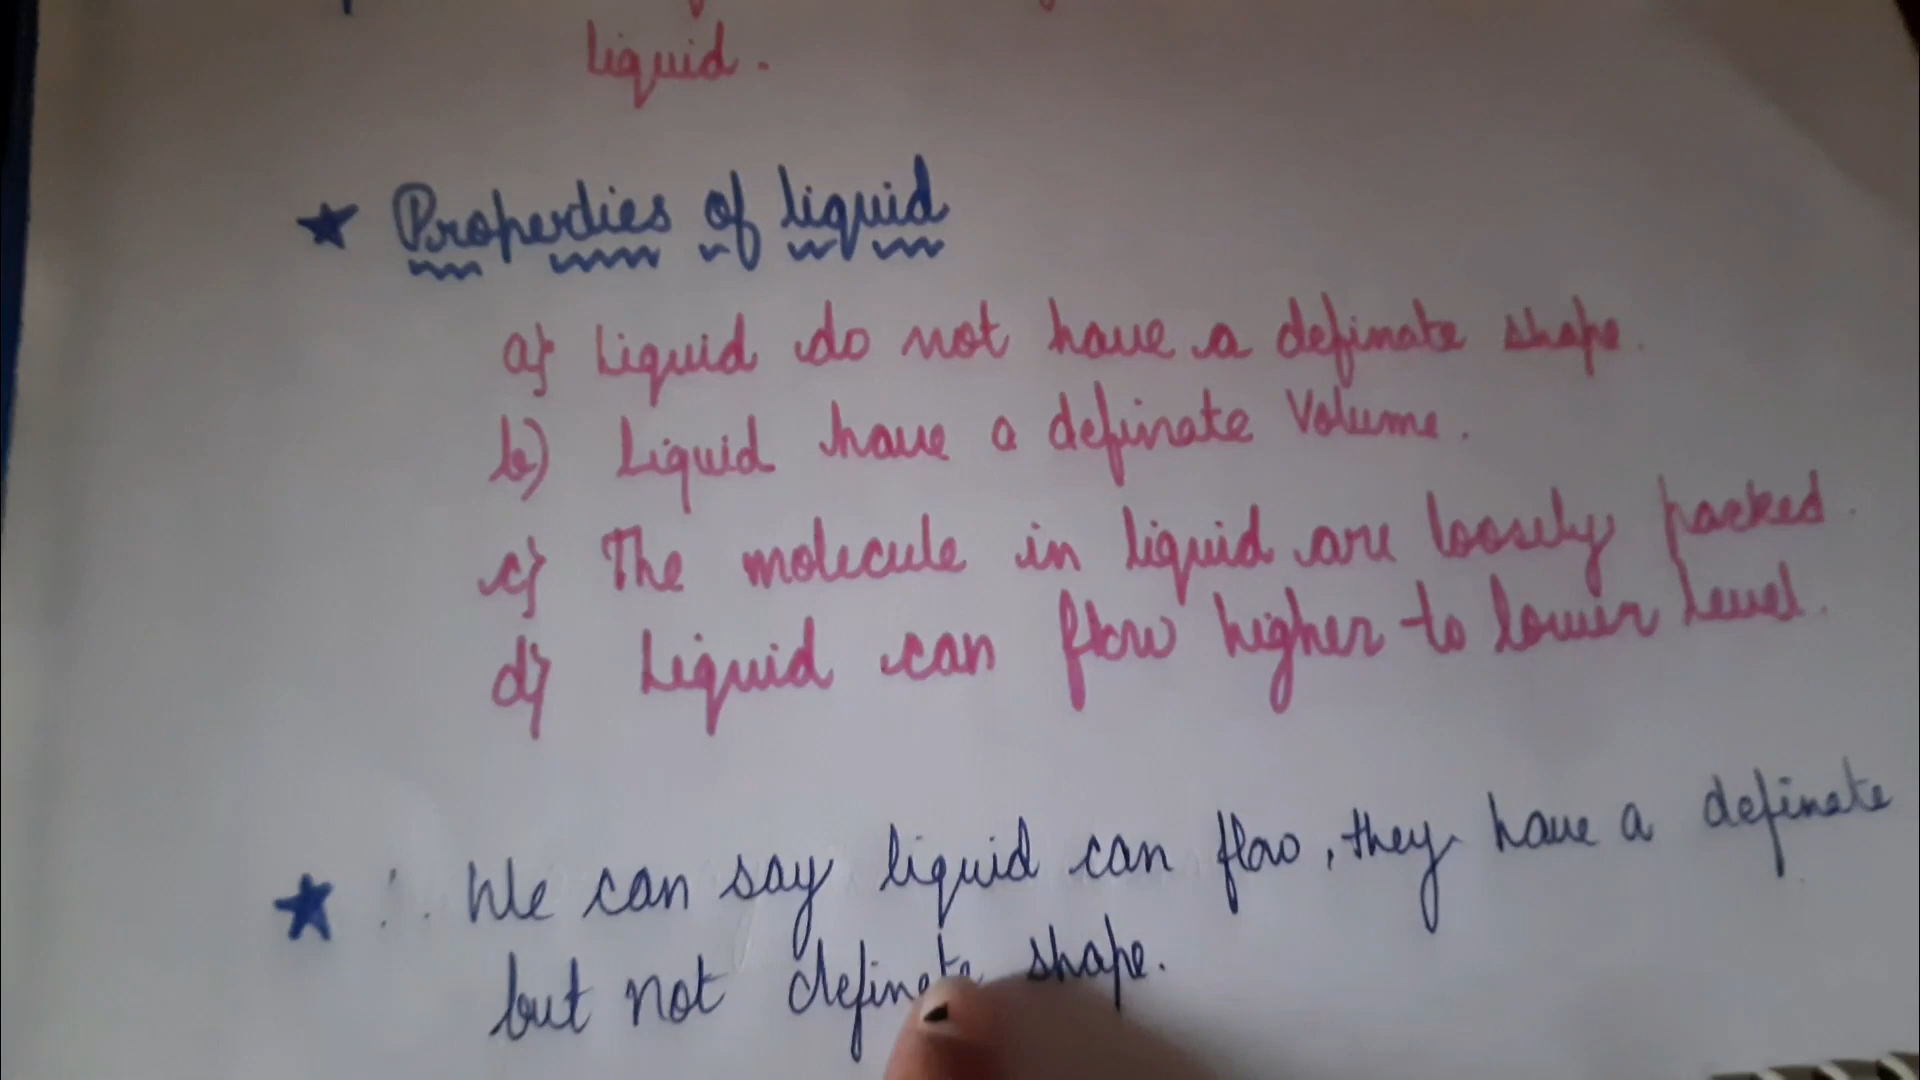 liquid.
★ Properties of liquid
a) Liquid do not have a definate shape.
b) Liquid have a definate Volume.
c) The molecule in liquid are loosely packed.
d) Liquid can flow higher to lower level.
★ ∴ We can say liquid can flow, they have a definate
but not definate shape.